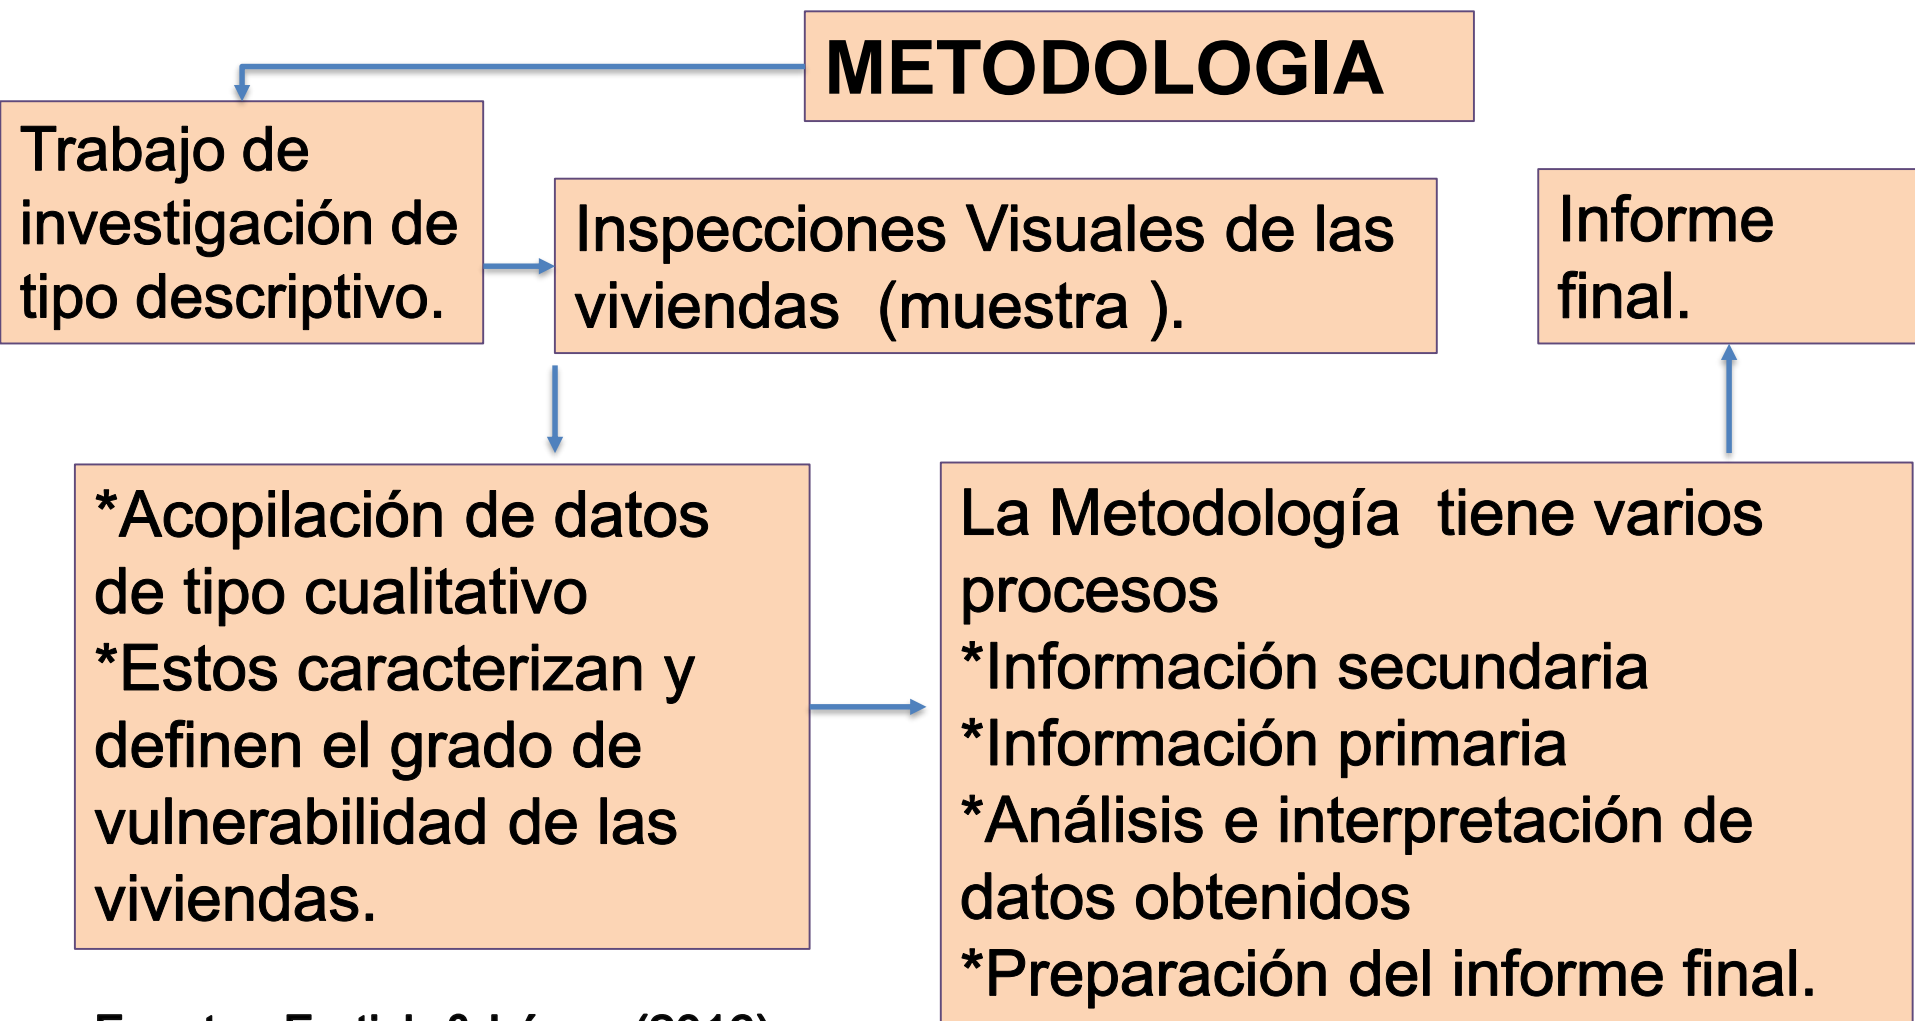 METODOLOGIA
Trabajo de
investigación de
tipo descriptivo.
Inspecciones Visuales de las
viviendas (muestra ).
Informe
final.
*Acopilación de datos
de tipo cualitativo
*Estos caracterizan y
definen el grado de
vulnerabilidad de las
viviendas.
La Metodología tiene varios
procesos
*Información secundaria
*Información primaria
*Análisis e interpretación de
datos obtenidos
*Preparación del informe final.